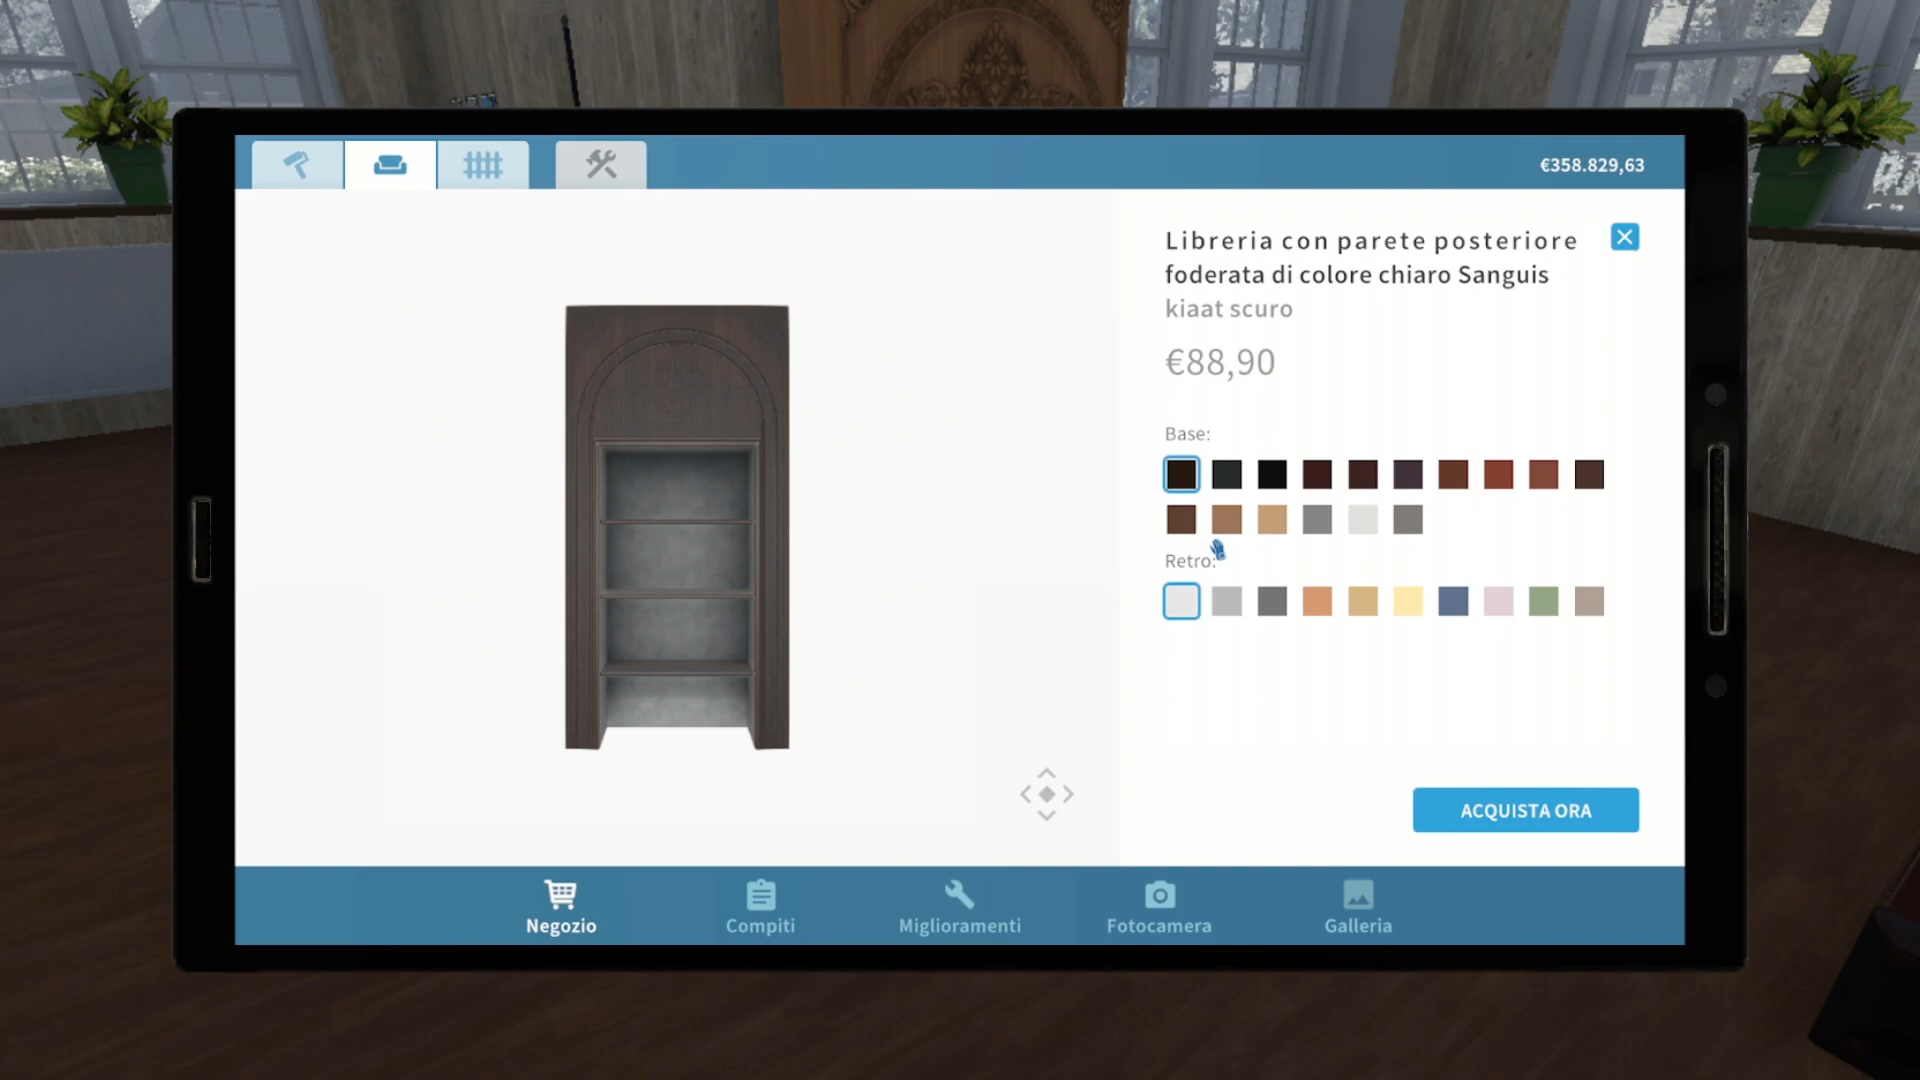 €358.829,63
Libreria con parete posteriore
foderata di colore chiaro Sanguis
kiaat scuro
€88,90
Base:
Retro:
ACQUISTA ORA
Negozio
Compiti
Miglioramenti
Fotocamera
Galleria